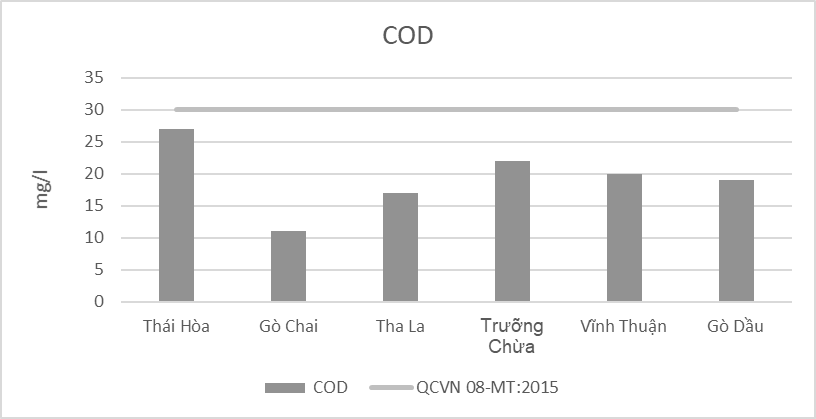 COD
mg/l
35
30
25
20
15
10
5
0
Thái Hòa
Gò Chai
Tha La
Trưỡng
Chừa
Vĩnh Thuận
Gò Dầu
COD
QCVN 08-MT:2015